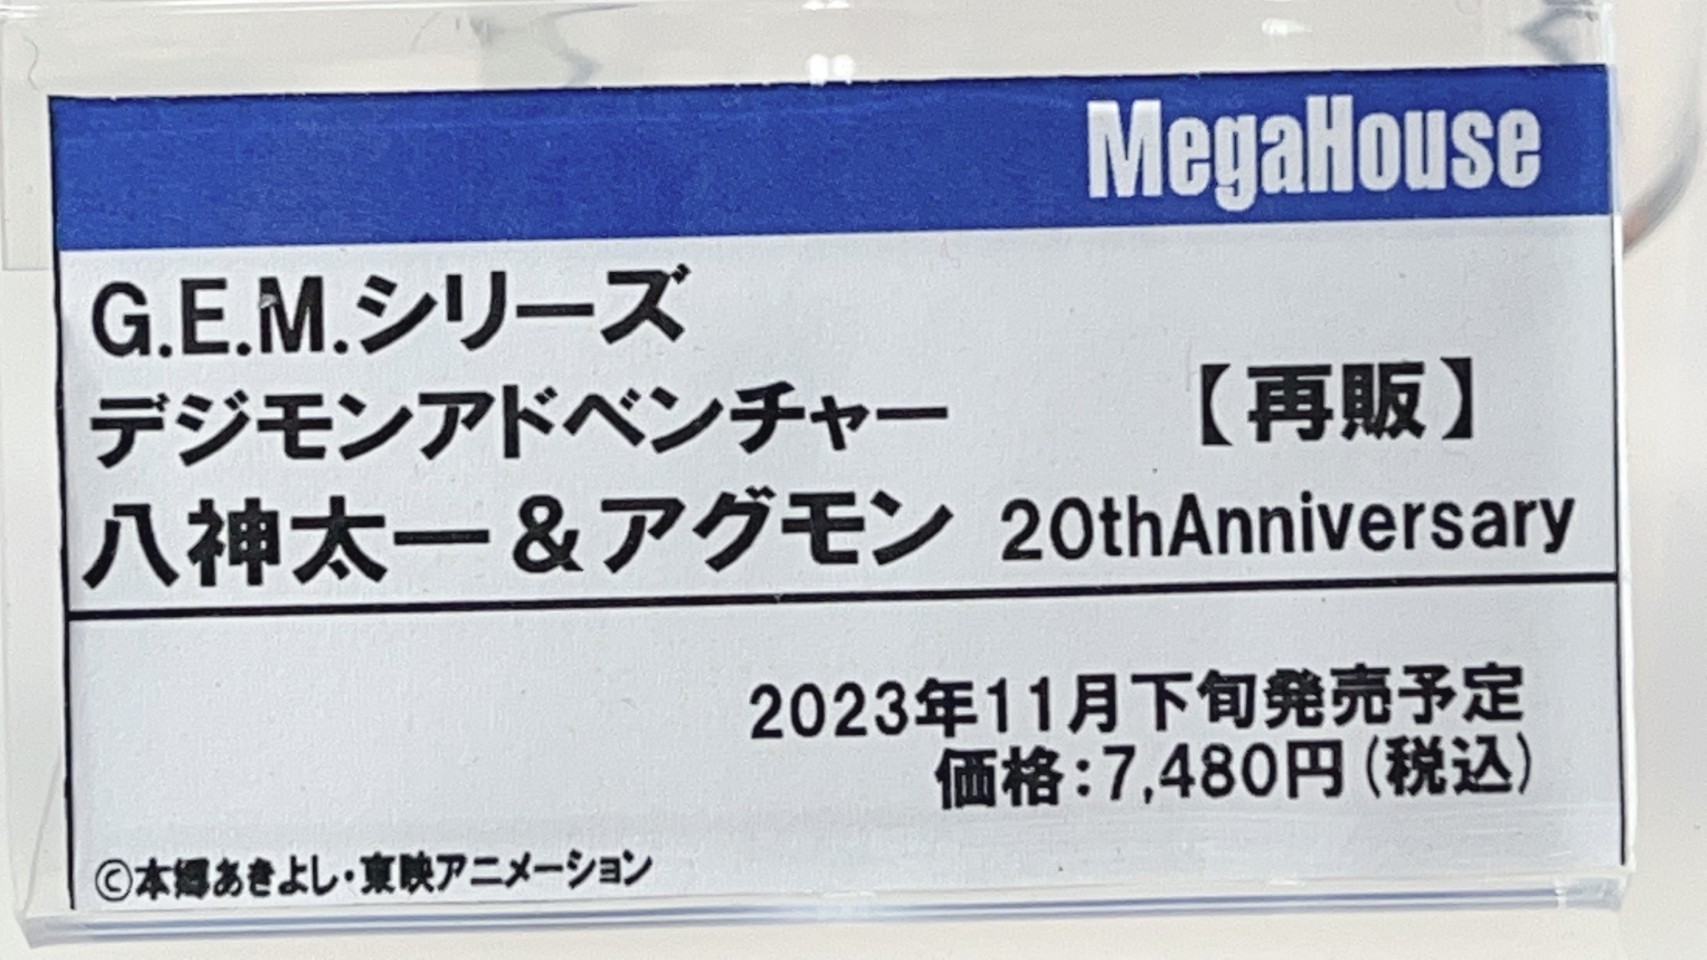 MegaHouse
G.E.M.シリーズ
デジモンアドベンチャー 【再販】
八神太一&アグモン 20thAnniversary
2023年11月下旬発売予定
価格:7,480円(税込)
©本郷あきよし・東映アニメーション